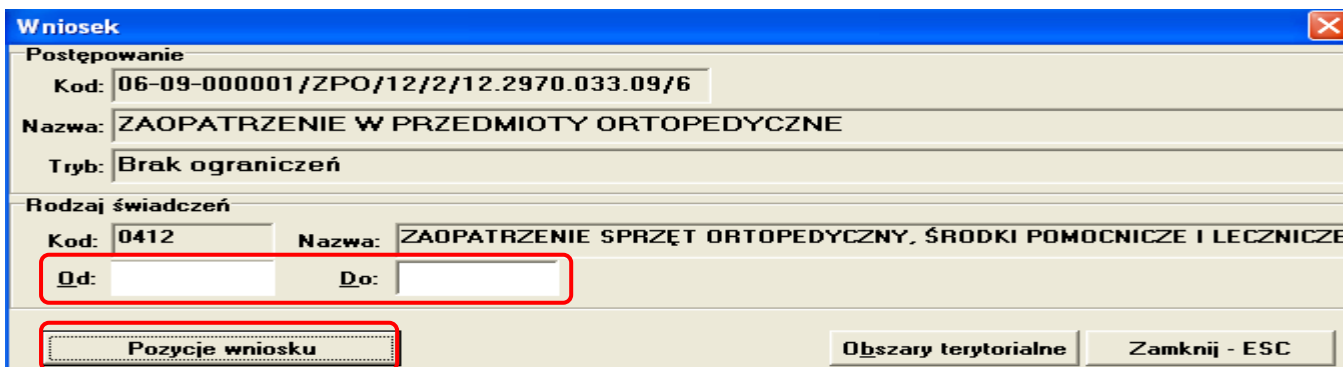 Wniosek
Postępowanie
Kod: 06-09-000001/ZPO/12/2/12.2970.033.09/6
Nazwa: ZAOPATRZENIE W PRZEDMIOTY ORTOPEDYCZNE
Tryb: Brak ograniczeń
Rodzaj świadczeń
Kod: 0412 Nazwa: ZAOPATRZENIE SPRZĘT ORTOPEDYCZNY, ŚRODKI POMOCNICZE I LECZNICZE
Od: Do:
Pozycje wniosku Obszary terytorialne Zamknij - ESC